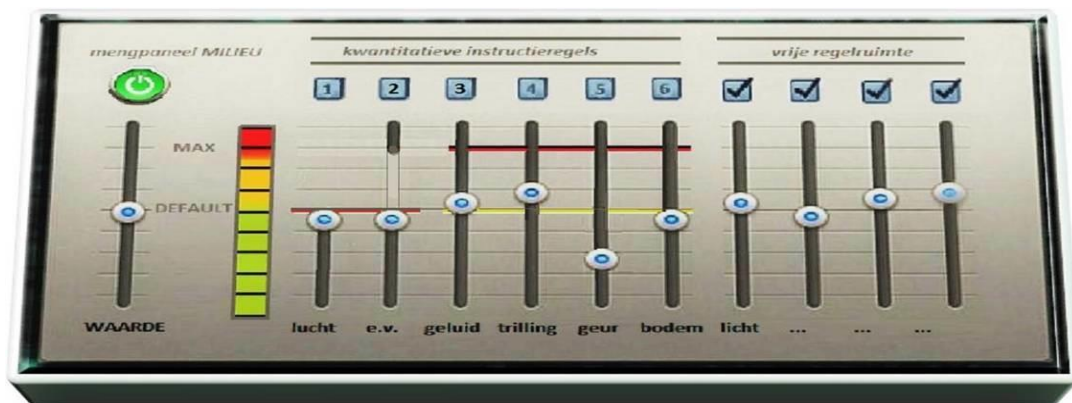 mengpaneel MILIEU
kwantitatieve instructieregels
vrije regelruimte
1 2 3 4 5 6
MAX
DEFAULT
WAARDE
lucht e.v. geluid trilling geur bodem licht ... ... ...